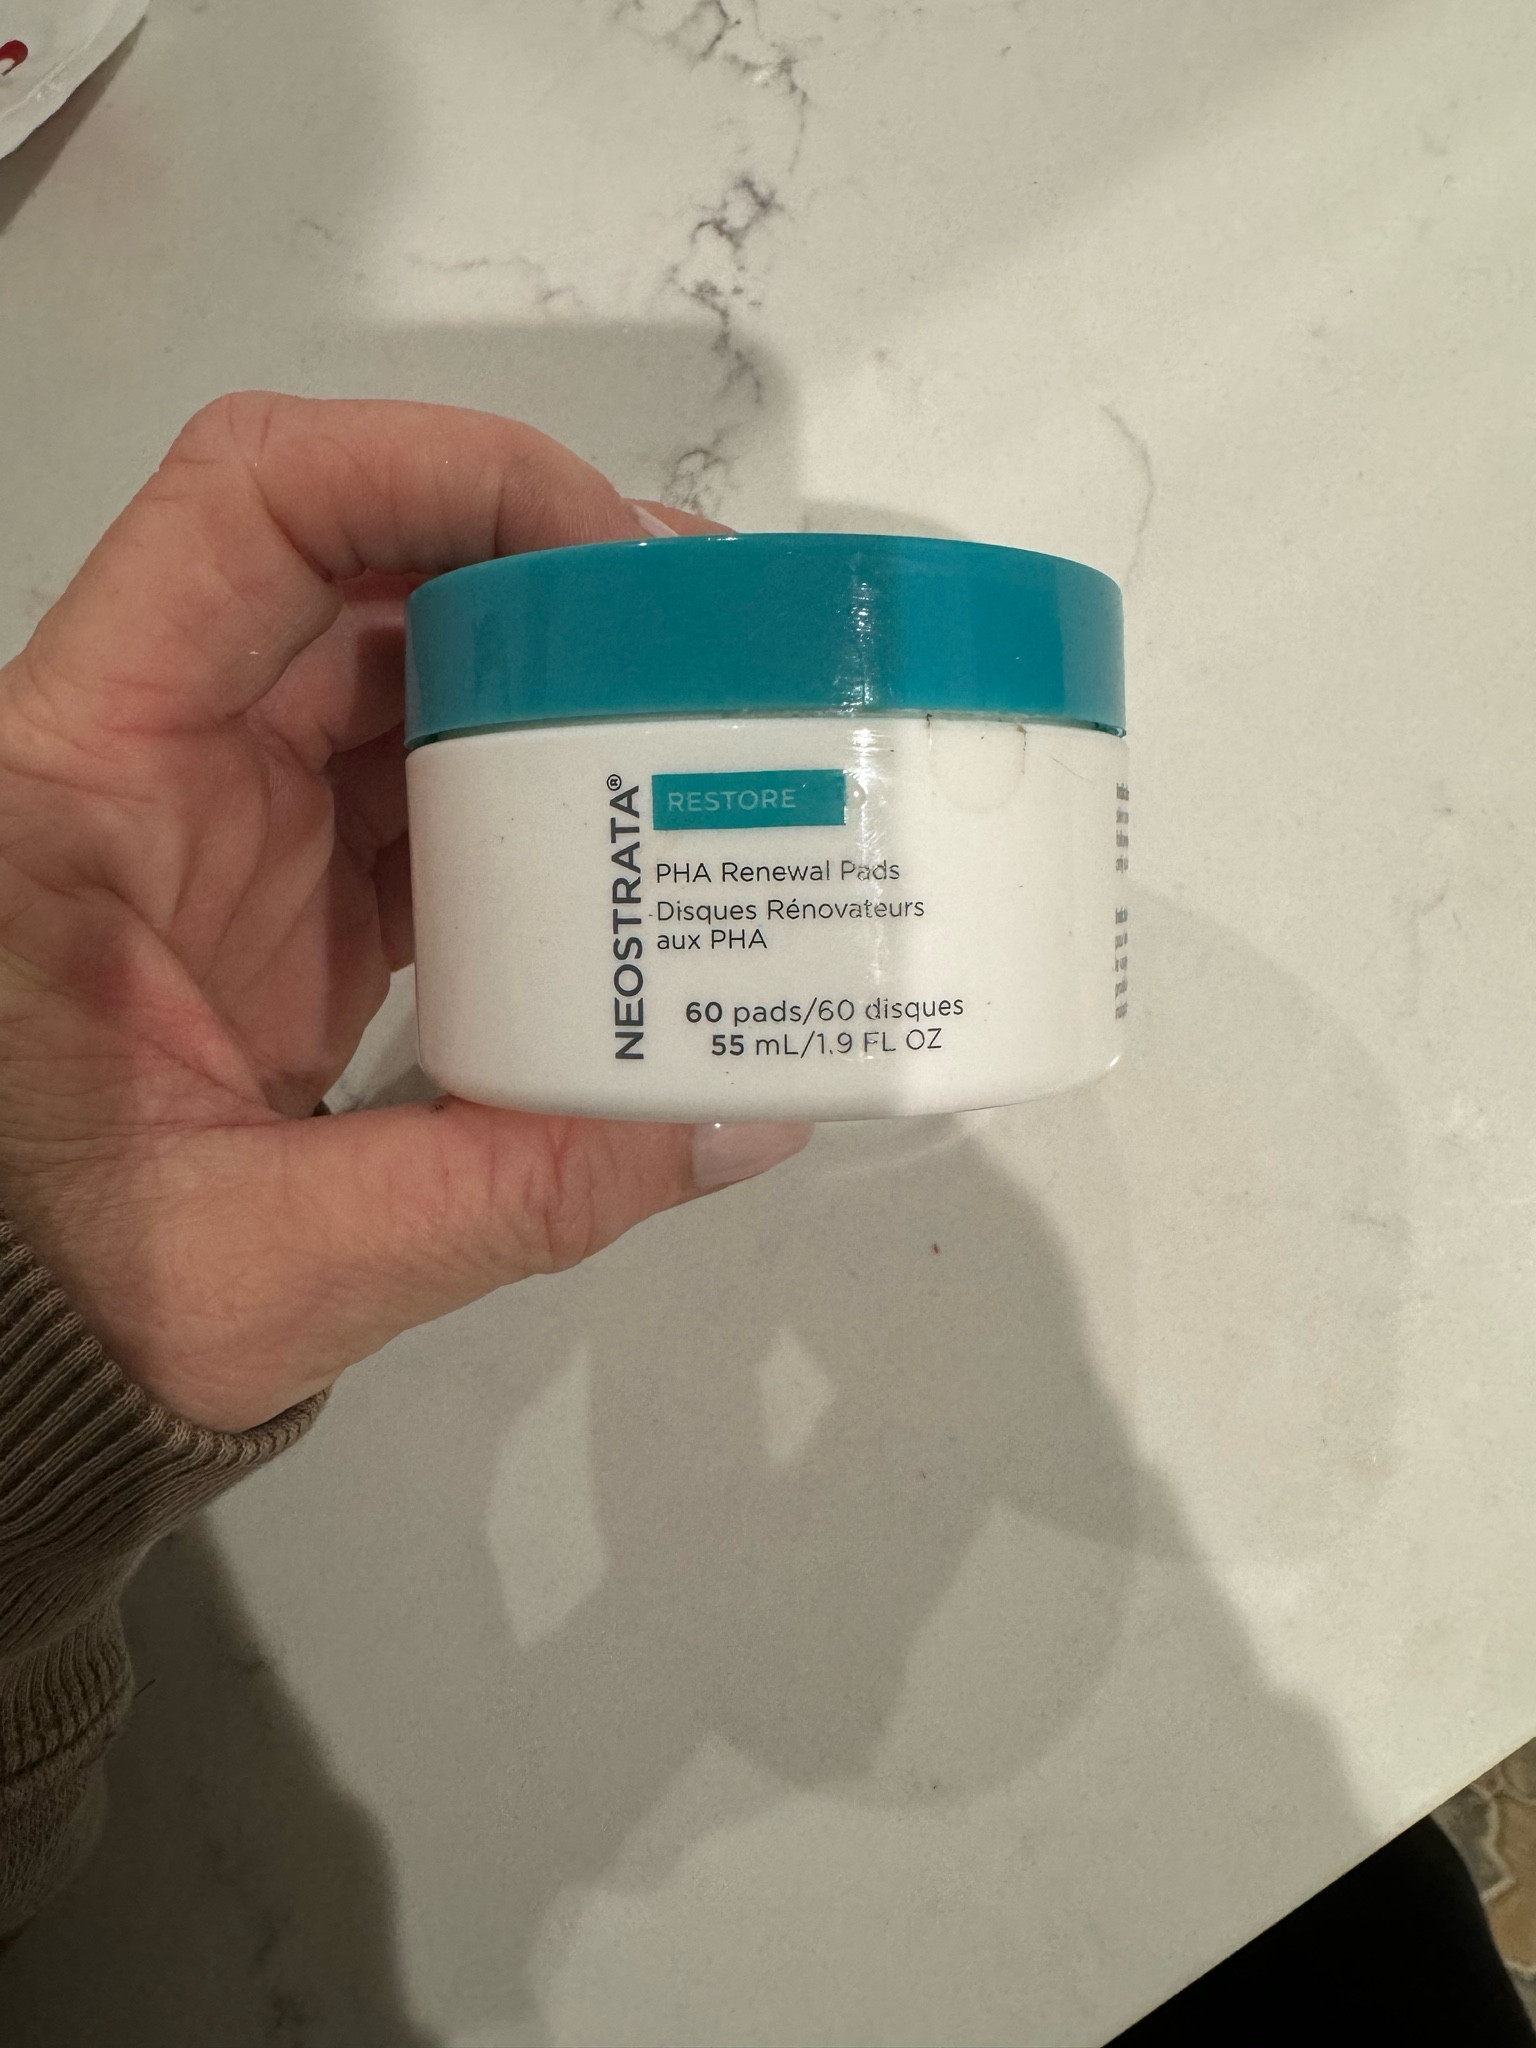 NEOSTRATA®
RESTORE
PHA Renewal Pads
Disques Rénovateurs
aux PHA
60 pads/60 disques
55 mL/1.9 FL OZ